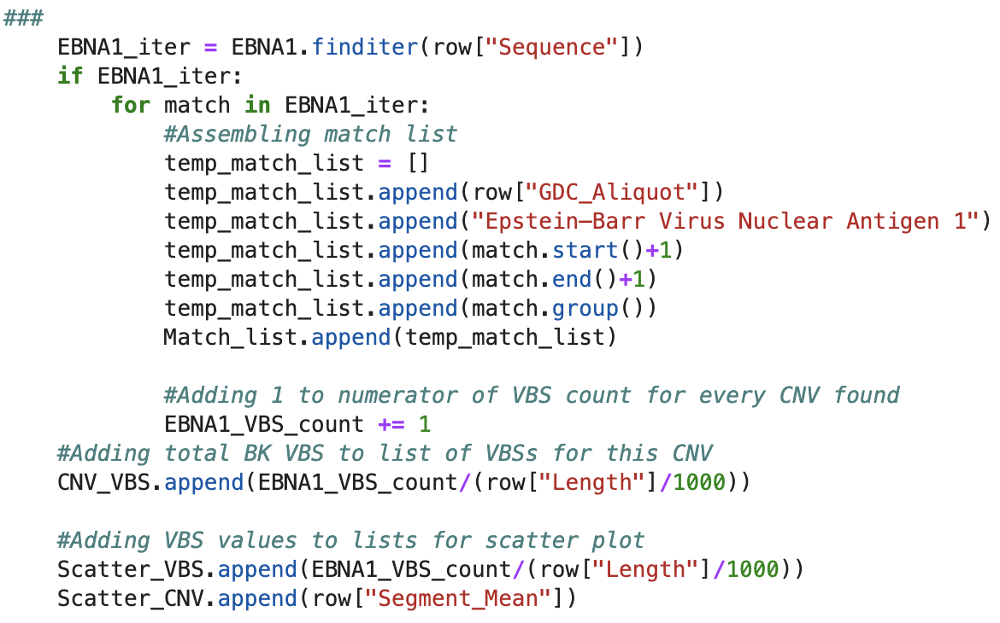 ###
    EBNA1_iter = EBNA1.finditer(row["Sequence"])
    if EBNA1_iter:
        for match in EBNA1_iter:
            #Assembling match list
            temp_match_list = []
            temp_match_list.append(row["GDC_Aliquot"])
            temp_match_list.append("Epstein–Barr Virus Nuclear Antigen 1")
            temp_match_list.append(match.start()+1)
            temp_match_list.append(match.end()+1)
            temp_match_list.append(match.group())
            Match_list.append(temp_match_list)

            #Adding 1 to numerator of VBS count for every CNV found
            EBNA1_VBS_count += 1
    #Adding total BK VBS to list of VBSs for this CNV
    CNV_VBS.append(EBNA1_VBS_count/(row["Length"]/1000))

    #Adding VBS values to lists for scatter plot
    Scatter_VBS.append(EBNA1_VBS_count/(row["Length"]/1000))
    Scatter_CNV.append(row["Segment_Mean"])